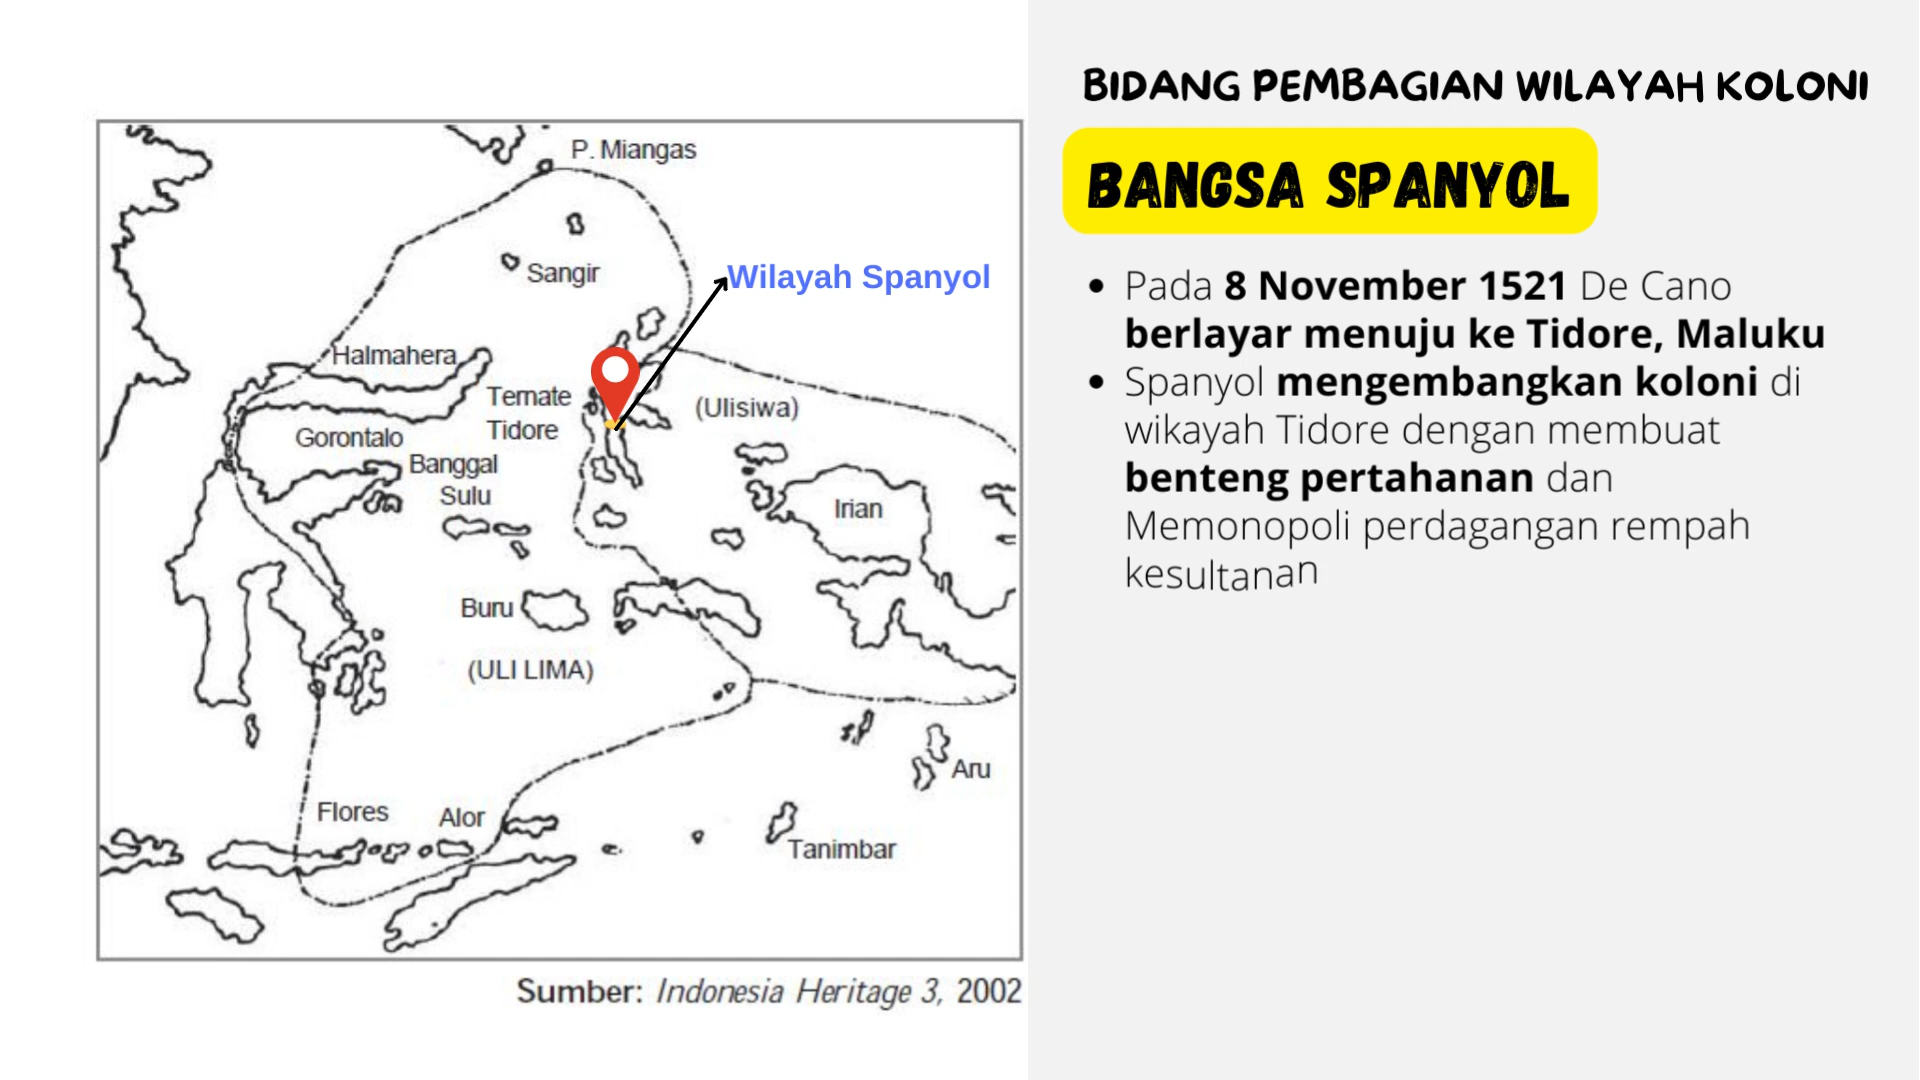 BIDANG PEMBAGIAN WILAYAH KOLONI
BANGSA SPANYOL
Pada 8 November 1521 De Cano
berlayar menuju ke Tidore, Maluku
Spanyol mengembangkan koloni di
wikayah Tidore dengan membuat
benteng pertahanan dan
Memonopoli perdagangan rempah
kesultanan
P. Miangas
Sangir
Wilayah Spanyol
Halmahera
Ternate
Tidore
(Ulisiwa)
Gorontalo
Banggal
Sulu
Irian
Buru
(ULI LIMA)
Aru
Flores
Alor
Tanimbar
Sumber: Indonesia Heritage 3, 2002